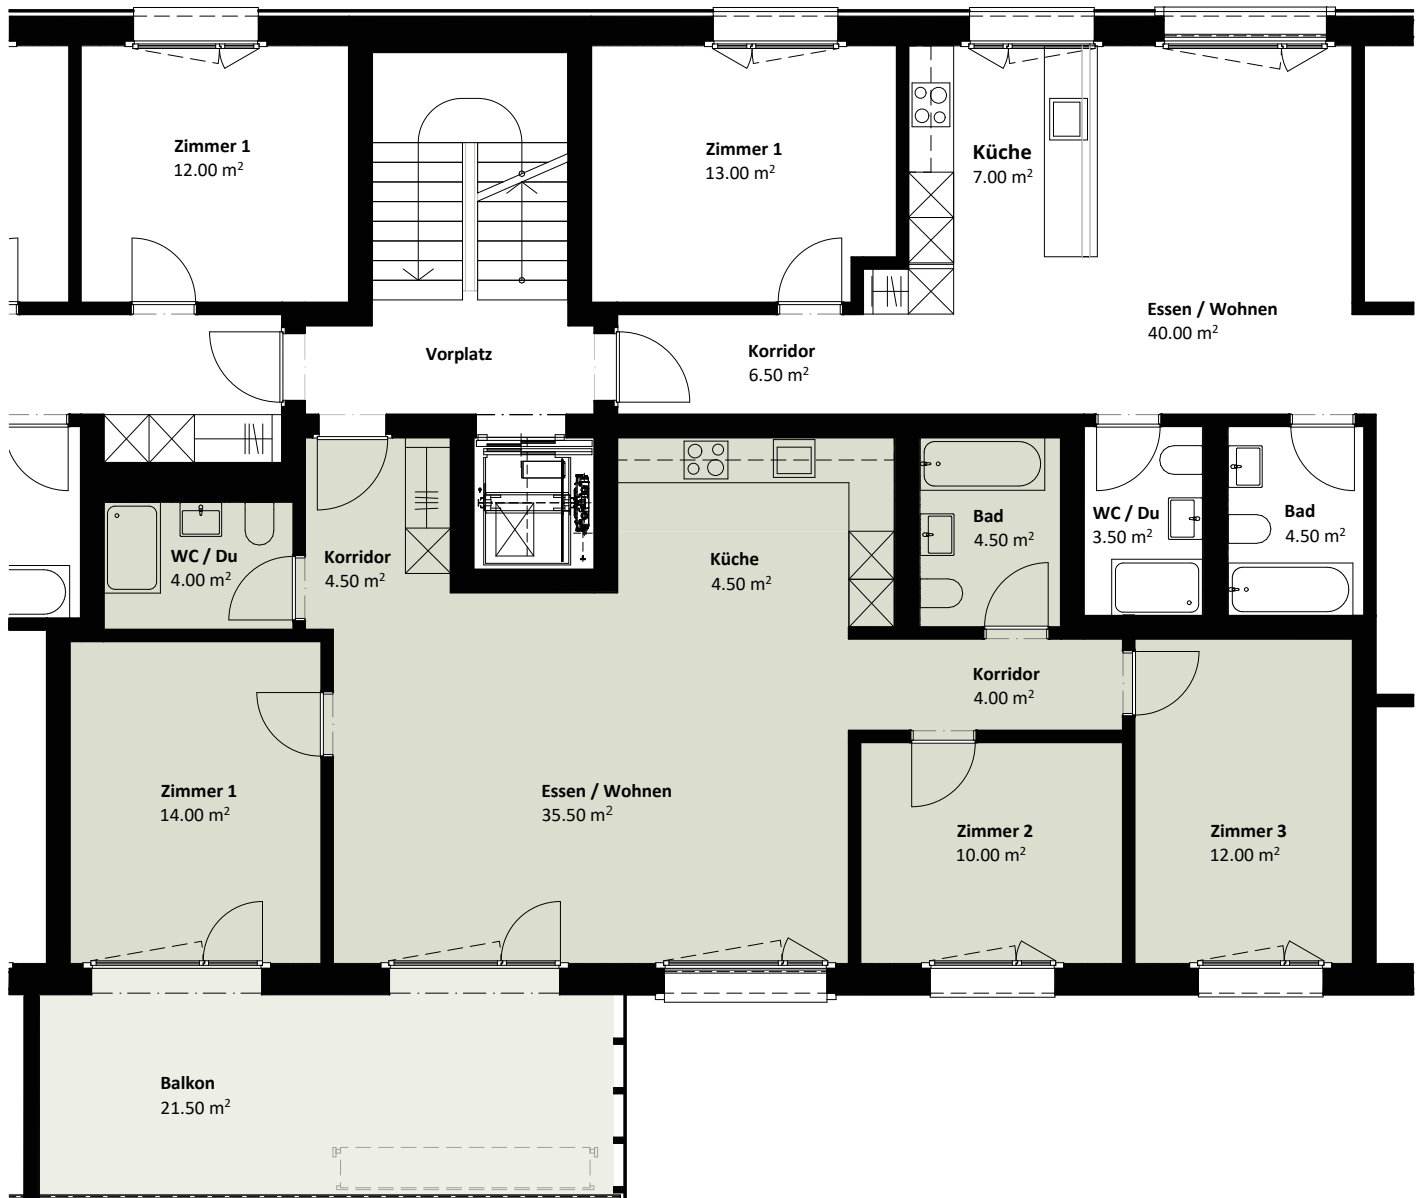 Zimmer 1
12.00 m²
Zimmer 1
13.00 m²
Küche
7.00 m²
Essen / Wohnen
40.00 m²
Vorplatz
Korridor
6.50 m²
WC / Du
4.00 m²
Korridor
4.50 m²
Küche
4.50 m²
Bad
4.50 m²
WC / Du
3.50 m²
Bad
4.50 m²
Korridor
4.00 m²
Zimmer 1
14.00 m²
Essen / Wohnen
35.50 m²
Zimmer 2
10.00 m²
Zimmer 3
12.00 m²
Balkon
21.50 m²